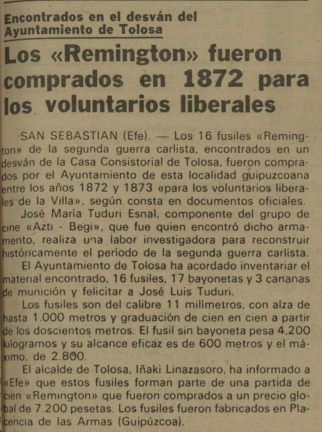 Encontrados en el desván del
Ayuntamiento de Tolosa
Los «Remington» fueron
comprados en 1872 para
los voluntarios liberales
SAN SEBASTIAN (Efe). — Los 16 fusiles «Reming-
ton» de la segunda guerra carlista, encontrados en un
desván de la Casa Consistorial de Tolosa, fueron compra-
dos por el Ayuntamiento de esta localidad guipuzcoana
entre los años 1872 y 1873 «para los voluntarios libera-
les de la Villa», según consta en documentos oficiales.
José María Tuduri Esnal, componente del grupo de
cine «Azti - Begi», que fue quien encontró dicho arma-
mento, realiza una labor investigadora para reconstruir
históricamente el período de la segunda guerra carlista.
El Ayuntamiento de Tolosa ha acordado inventariar el
material encontrado, 16 fusiles, 17 bayonetas y 3 cananas
de munición y felicitar a José Luis Tuduri.
Los fusiles son del calibre 11 milímetros, con alza de
hasta 1.000 metros y graduación de cien en cien a partir
de los doscientos metros. El fusil sin bayoneta pesa 4,200
kilogramos y su alcance eficaz es de 600 metros y el má-
ximo, de 2.800.
El alcalde de Tolosa, Iñaki Linazasoro, ha informado a
«Efe» que estos fusiles forman parte de una partida de
cien «Remington» que fueron comprados a un precio glo-
bal de 7.200 pesetas. Los fusiles fueron fabricados en Pla-
cencia de las Armas (Guipúzcoa).